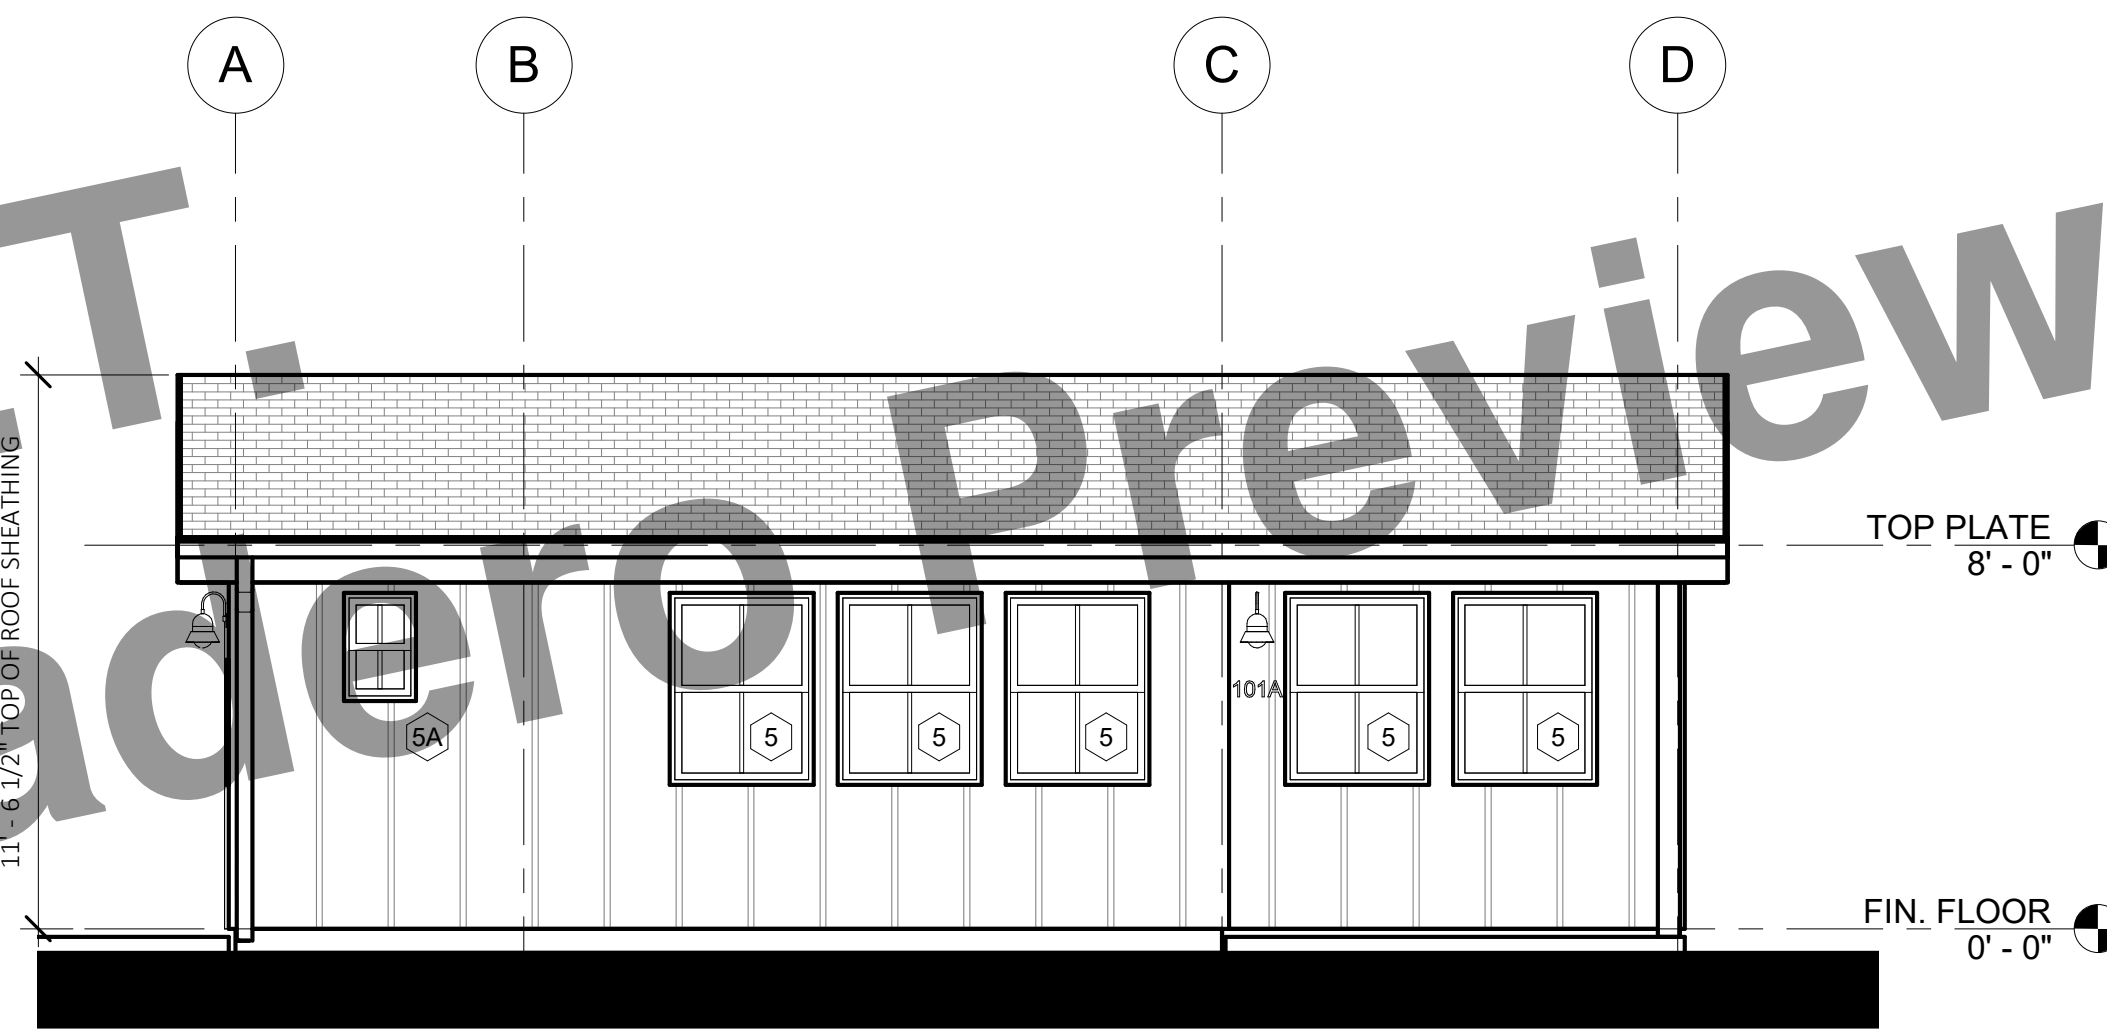 A
B
C
D
11' - 6 1/2" TOP OF ROOF SHEATHING
TOP PLATE
8' - 0"
101A
5A
5
5
5
5
5
FIN. FLOOR
0' - 0"
T.
adero Preview